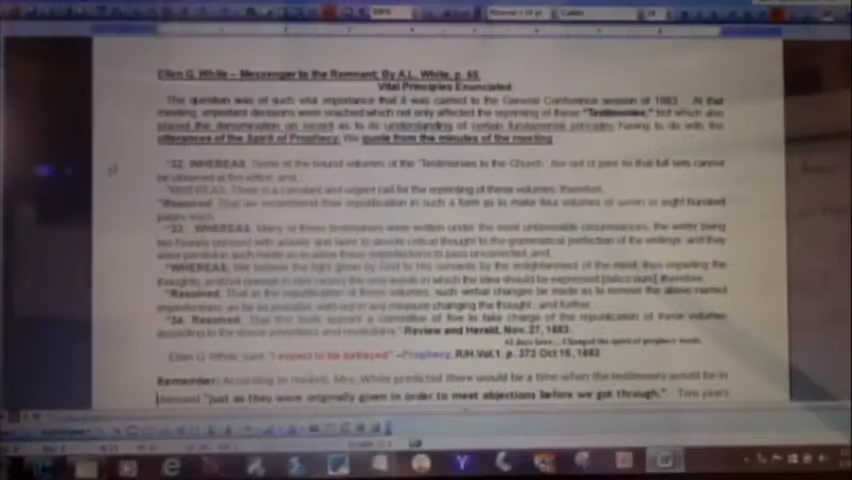 Ellen G. White – Messenger to the Remnant; By A.L. White, p. 65
Vital Principles Enunciated
The question was of such vital importance that it was carried to the General Conference session of 1883. At that
meeting, important decisions were reached which not only affected the reprinting of these "Testimonies," but which also
placed the denomination on record as to its understanding of certain fundamental principles having to do with the
utterances of the Spirit of Prophecy. We quote from the minutes of the meeting
"32. WHEREAS, Some of the bound volumes of the "Testimonies to the Church" are out of print so that full sets cannot
be obtained at the office; and,
"WHEREAS, There is a constant and urgent call for the reprinting of these volumes; therefore,
"Resolved, That we recommend their republication in such a form as to make four volumes of seven or eight hundred
pages each.
"33. WHEREAS, Many of these testimonies were written under the most unfavorable circumstances, the writer being
too heavily pressed with anxiety and labor to devote critical thought to the grammatical perfection of the writings, and they
were printed in such haste as to allow these imperfections to pass uncorrected; and,
"WHEREAS, We believe the light given by God to his servants by the enlightenment of the mind, thus imparting the
thoughts, and not the very words in which the idea should be expressed; therefore,
"Resolved, That in the republication of these volumes, such verbal changes be made as to remove the above-named
imperfections, as far as possible, without in any measure changing the thought; and further,
"34. Resolved, That this body appoint a committee of five to take charge of the republication of these volumes
according to the above preambles and resolutions." Review and Herald, Nov. 27, 1883.
Changed the spirit of prophecy
Ellen G. White, said: "I expect to be betrayed" –Prophecy, R/H.Vol.1. p. 373 Oct 16, 1883
Remember: According to Haskell, Mrs. White predicted there would be a time when the testimonies would be in
demand "just as they were originally given in order to meet objections before we got through." Two years